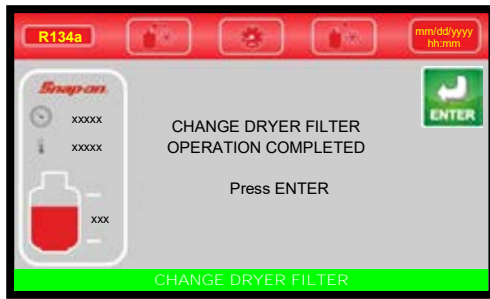 R134a
mm/dd/yyyy
hh:mm
Snap-on
ENTER
xxxxx
xxxxx
CHANGE DRYER FILTER
OPERATION COMPLETED
Press ENTER
xxx
CHANGE DRYER FILTER